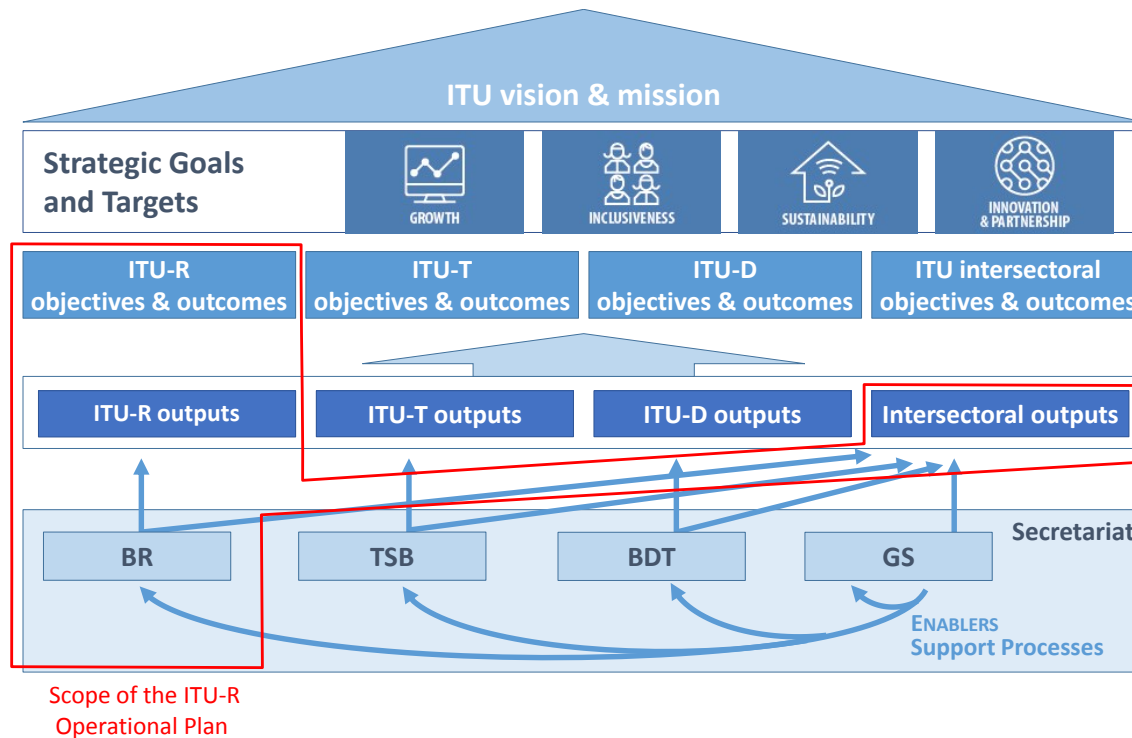 ITU vision & mission
Strategic Goals
and Targets
GROWTH
INCLUSIVENESS
SUSTAINABILITY
INNOVATION
& PARTNERSHIP
ITU-R
objectives & outcomes
ITU-T
objectives & outcomes
ITU-D
objectives & outcomes
ITU intersectoral
objectives & outcomes
ITU-R outputs
ITU-T outputs
ITU-D outputs
Intersectoral outputs
Secretariat
BR
TSB
BDT
GS
ENABLERS
Support Processes
Scope of the ITU-R
Operational Plan